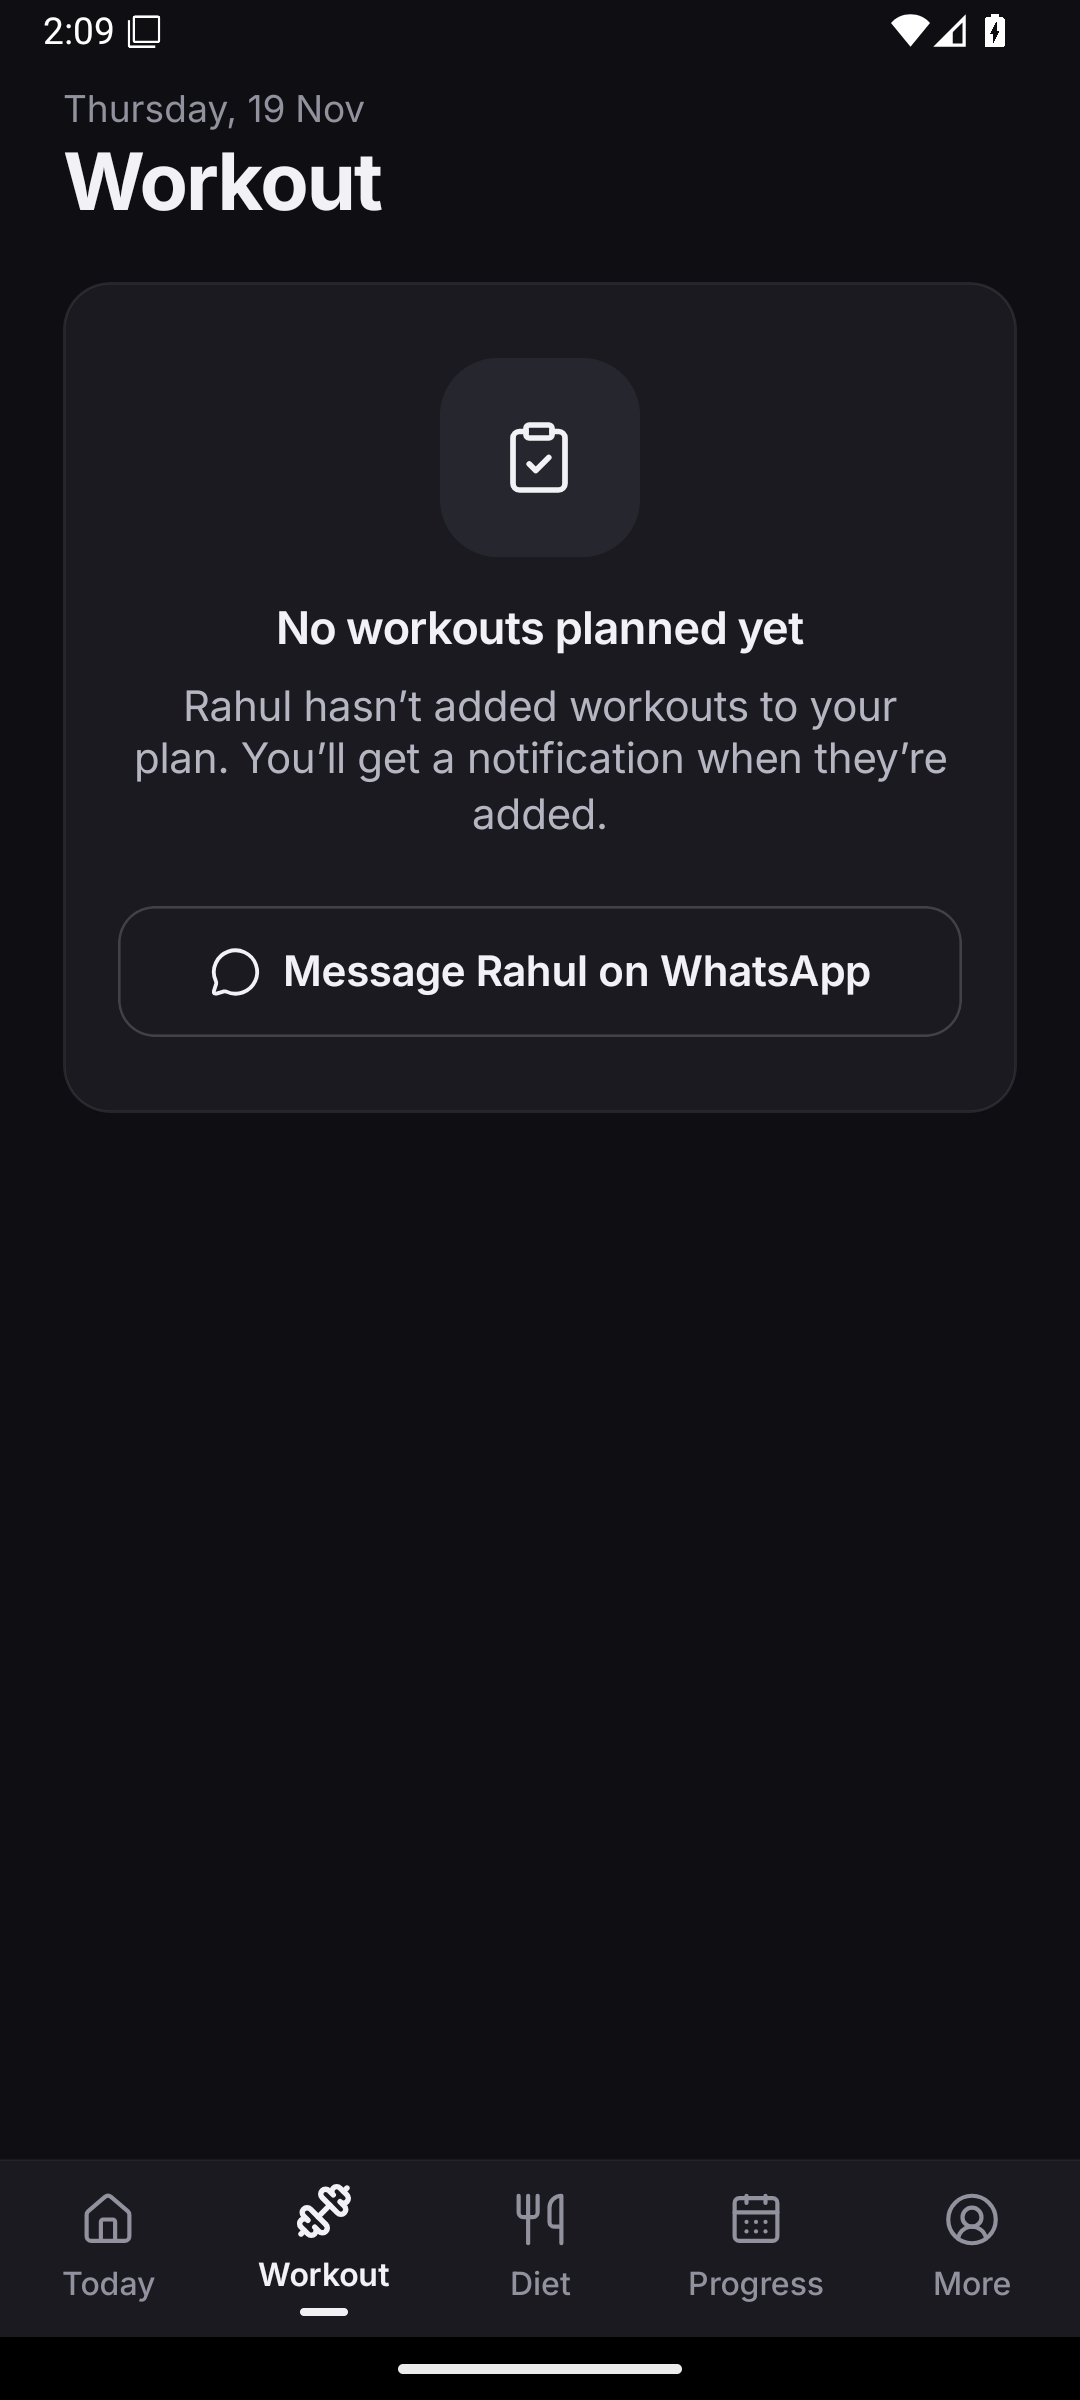 2:09
Thursday, 19 Nov
Workout
No workouts planned yet
Rahul hasn’t added workouts to your
plan. You’ll get a notification when they’re
added.
Message Rahul on WhatsApp
Today
Workout
Diet
Progress
More